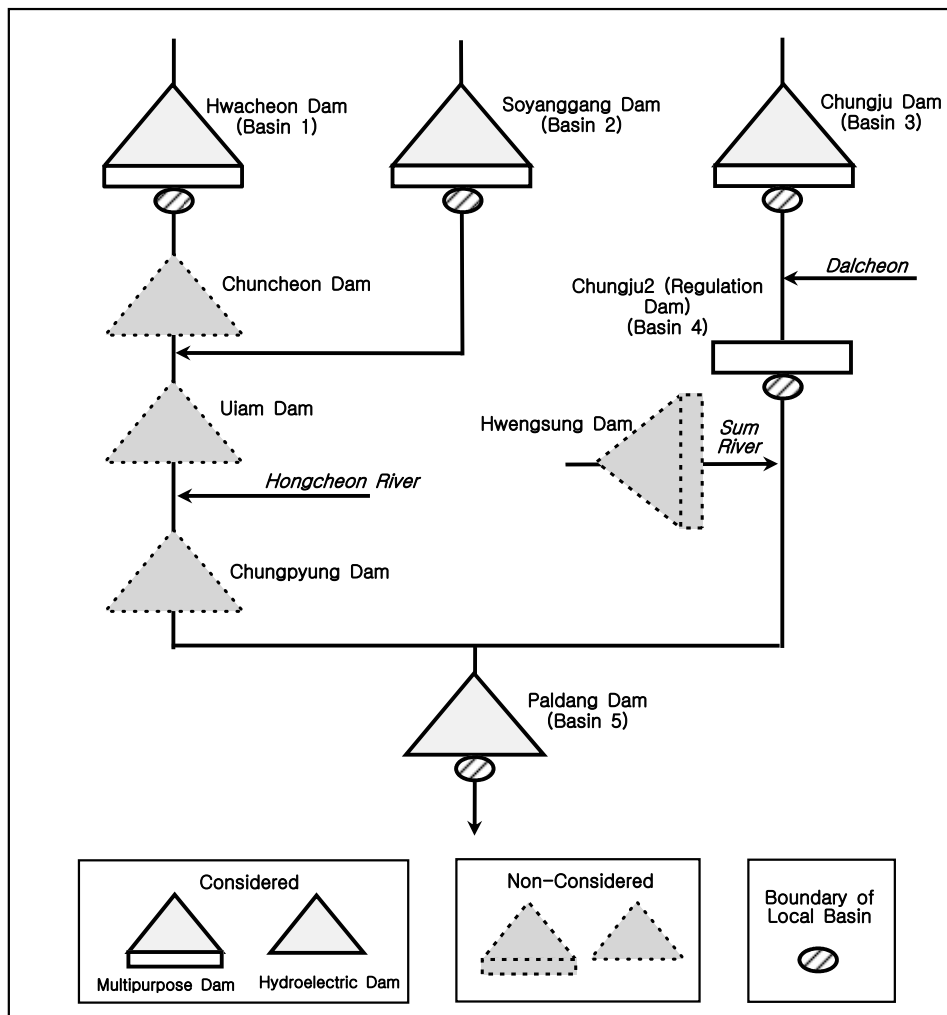 Hwacheon Dam
(Basin 1)
Soyanggang Dam
(Basin 2)
Chungju Dam
(Basin 3)
Chuncheon Dam
Dalcheon
Chungju2 (Regulation
Dam)
(Basin 4)
Uiam Dam
Hwengsung Dam
Sum
River
Hongcheon River
Chungpyung Dam
Paldang Dam
(Basin 5)
Considered
Multipurpose Dam
Hydroelectric Dam
Non-Considered
Boundary of
Local Basin